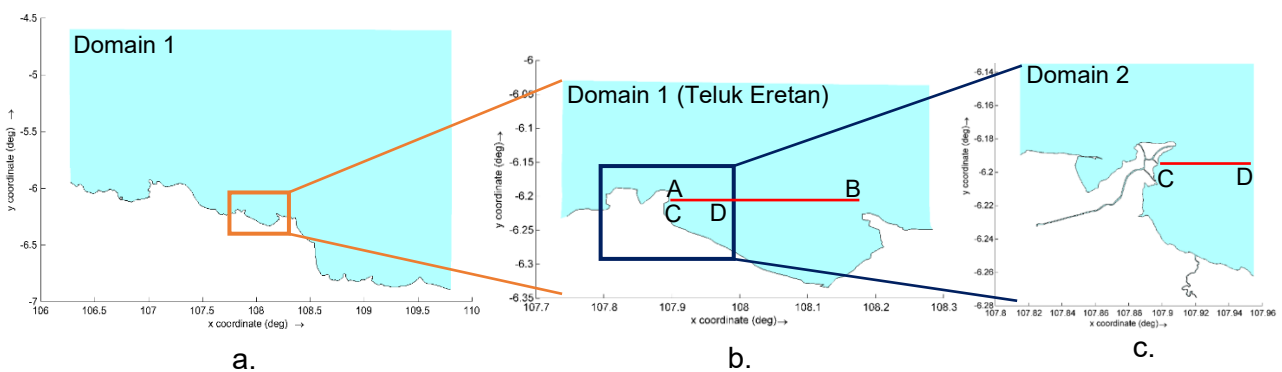 Domain 1
-4.5
-5
-5.5
-6
-6.5
-7
y coordinate (deg) →
106
106.5
107
107.5
108
108.5
109
109.5
110
x coordinate (deg) →
a.
Domain 1 (Teluk Eretan)
-6
-6.05
-6.1
-6.15
-6.2
-6.25
-6.3
-6.35
y coordinate (deg)→
A
B
C
D
107.7
107.8
107.9
108
108.1
108.2
108.3
x coordinate (deg)→
b.
Domain 2
-6.14
-6.16
-6.18
-6.2
-6.22
-6.24
-6.26
-6.28
y coordinate (deg)→
C
D
107.8
107.82
107.84
107.86
107.88
107.9
107.92
107.94
107.96
x coordinate (deg)→
c.